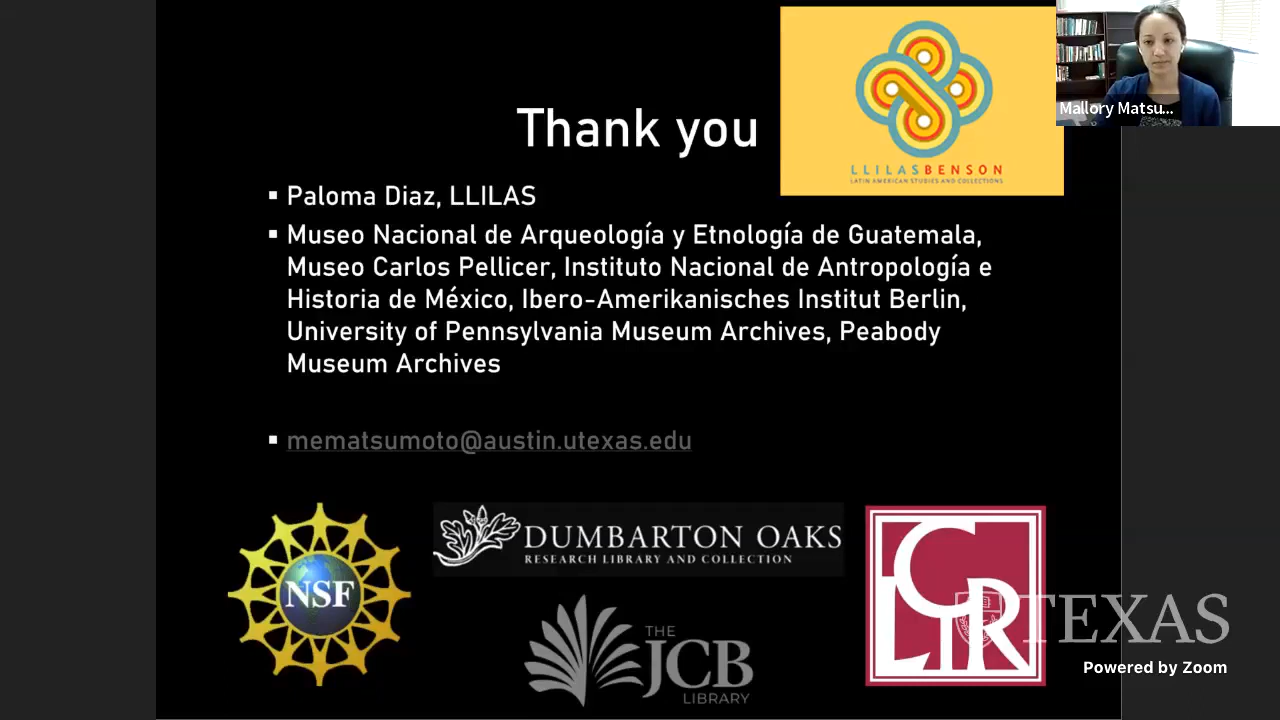 Thank you
LLILASBENSON
LATIN AMERICAN STUDIES AND COLLECTIONS
Mallory Matsu...
▪ Paloma Diaz, LLILAS
▪ Museo Nacional de Arqueología y Etnología de Guatemala,
Museo Carlos Pellicer, Instituto Nacional de Antropología e
Historia de México, Ibero-Amerikanisches Institut Berlin,
University of Pennsylvania Museum Archives, Peabody
Museum Archives
▪ mematsumoto@austin.utexas.edu
NSF
DUMBARTON OAKS
RESEARCH LIBRARY AND COLLECTION
THE
JCB
LIBRARY
CLIR
TEXAS
Powered by Zoom